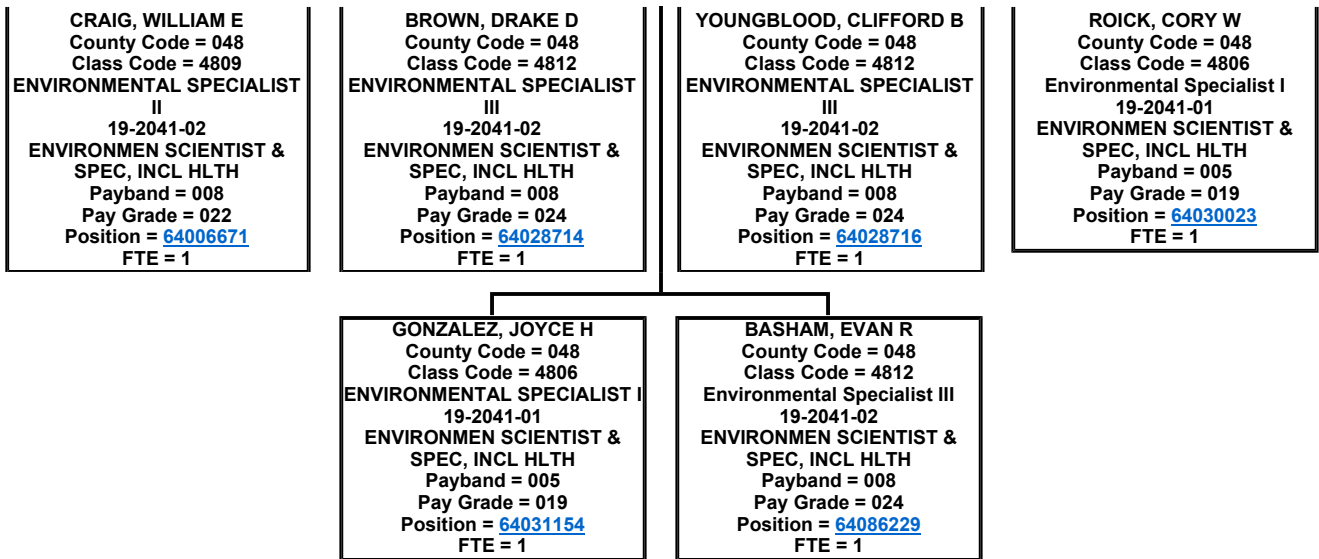 CRAIG, WILLIAM E
County Code = 048
Class Code = 4809
ENVIRONMENTAL SPECIALIST
II
19-2041-02
ENVIRONMEN SCIENTIST &
SPEC, INCL HLTH
Payband = 008
Pay Grade = 022
Position = 64006671
FTE = 1
BROWN, DRAKE D
County Code = 048
Class Code = 4812
ENVIRONMENTAL SPECIALIST
III
19-2041-02
ENVIRONMEN SCIENTIST &
SPEC, INCL HLTH
Payband = 008
Pay Grade = 024
Position = 64028714
FTE = 1
YOUNGBLOOD, CLIFFORD B
County Code = 048
Class Code = 4812
ENVIRONMENTAL SPECIALIST
III
19-2041-02
ENVIRONMEN SCIENTIST &
SPEC, INCL HLTH
Payband = 008
Pay Grade = 024
Position = 64028716
FTE = 1
ROICK, CORY W
County Code = 048
Class Code = 4806
Environmental Specialist I
19-2041-01
ENVIRONMEN SCIENTIST &
SPEC, INCL HLTH
Payband = 005
Pay Grade = 019
Position = 64030023
FTE = 1
GONZALEZ, JOYCE H
County Code = 048
Class Code = 4806
ENVIRONMENTAL SPECIALIST I
19-2041-01
ENVIRONMEN SCIENTIST &
SPEC, INCL HLTH
Payband = 005
Pay Grade = 019
Position = 64031154
FTE = 1
BASHAM, EVAN R
County Code = 048
Class Code = 4812
Environmental Specialist III
19-2041-02
ENVIRONMEN SCIENTIST &
SPEC, INCL HLTH
Payband = 008
Pay Grade = 024
Position = 64086229
FTE = 1